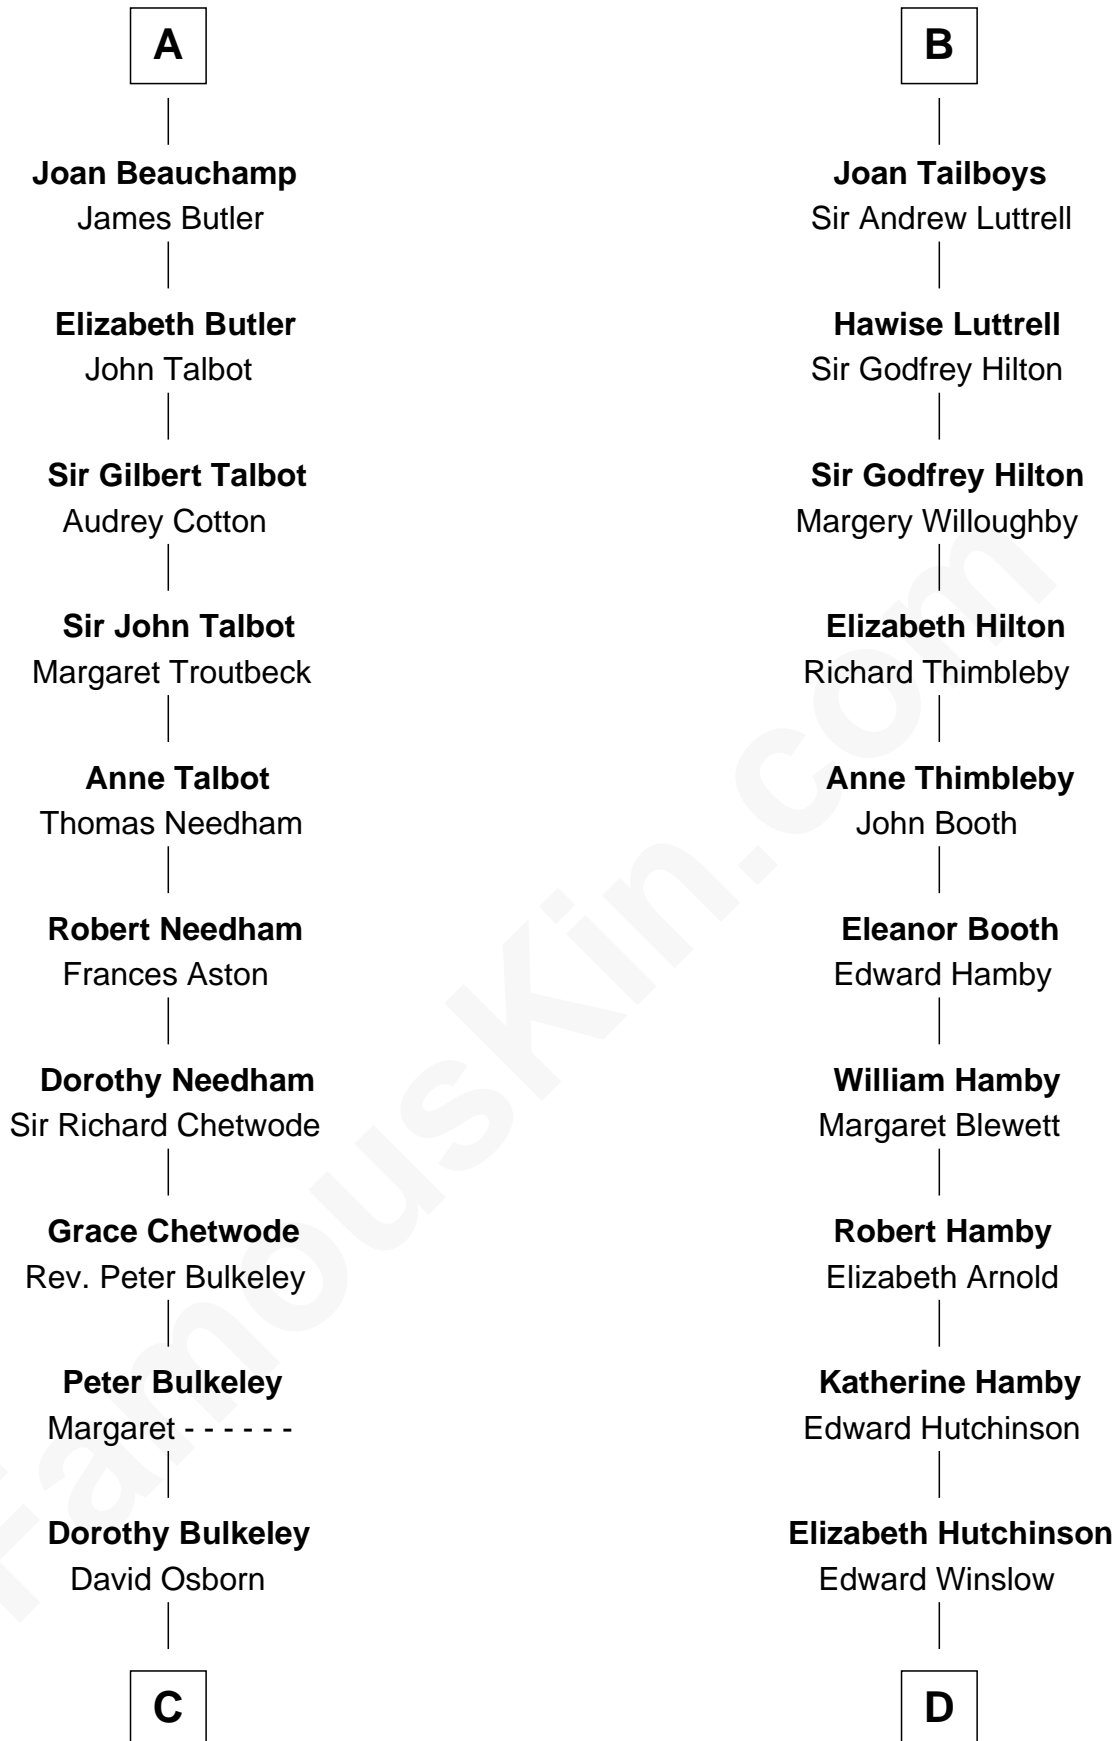 A
Joan Beauchamp
James Butler
Elizabeth Butler
John Talbot
Sir Gilbert Talbot
Audrey Cotton
Sir John Talbot
Margaret Troutbeck
Anne Talbot
Thomas Needham
Robert Needham
Frances Aston
Dorothy Needham
Sir Richard Chetwode
Grace Chetwode
Rev. Peter Bulkeley
Peter Bulkeley
Margaret - - - - - -
Dorothy Bulkeley
David Osborn
C
B
Joan Tailboys
Sir Andrew Luttrell
Hawise Luttrell
Sir Godfrey Hilton
Sir Godfrey Hilton
Margery Willoughby
Elizabeth Hilton
Richard Thimbleby
Anne Thimbleby
John Booth
Eleanor Booth
Edward Hamby
William Hamby
Margaret Blewett
Robert Hamby
Elizabeth Arnold
Katherine Hamby
Edward Hutchinson
Elizabeth Hutchinson
Edward Winslow
D
FamousKin.com